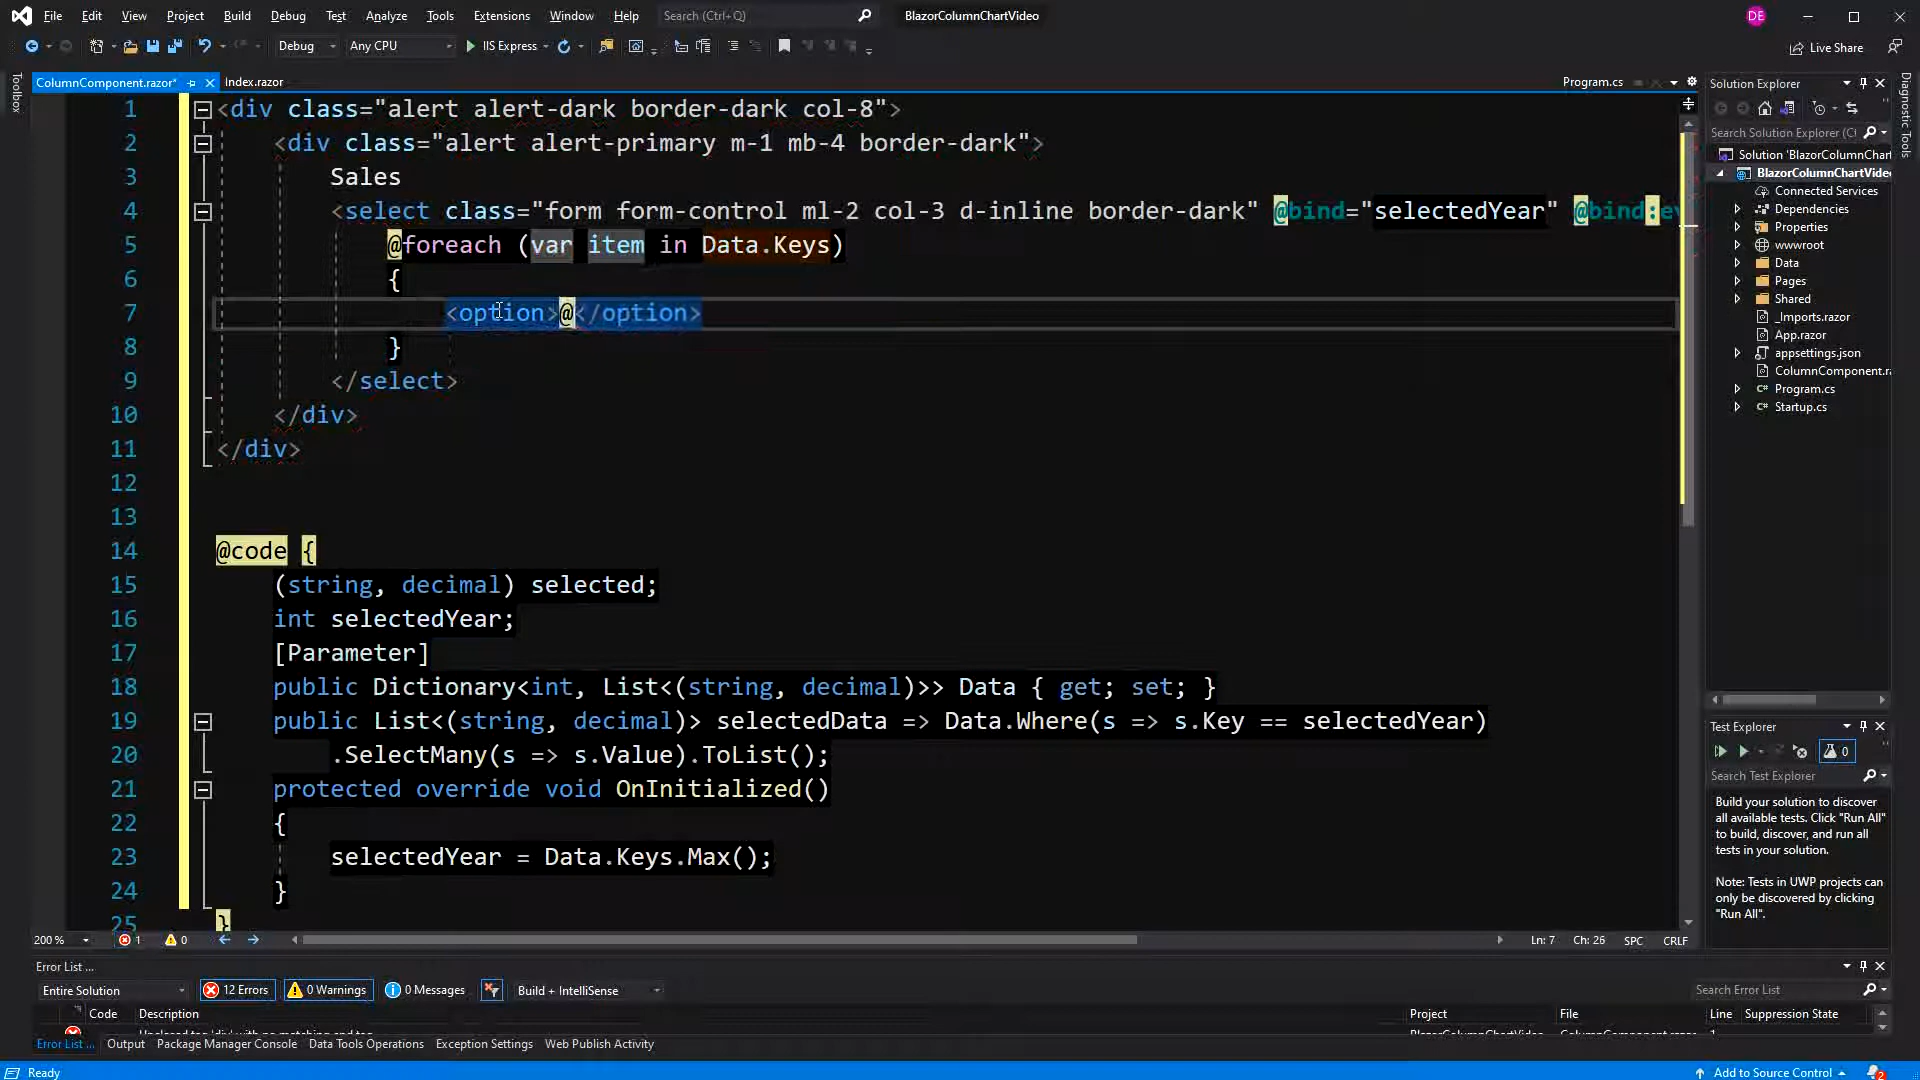 File Edit View Project Build Debug Test Analyze Tools Extensions Window Help Search (Ctrl+Q) BlazorColumnChartVideo DE
Debug Any CPU IIS Express Live Share
Toolbox
ColumnComponent.razor* Index.razor Program.cs
1 <div class="alert alert-dark border-dark col-8">
2 <div class="alert alert-primary m-1 mb-4 border-dark">
3 Sales
4 <select class="form form-control ml-2 col-3 d-inline border-dark" @bind="selectedYear" @bind:ev
5 @foreach (var item in Data.Keys)
6 {
7 <option>@</option>
8 }
9 </select>
10 </div>
11 </div>
12
13
14 @code {
15 (string, decimal) selected;
16 int selectedYear;
17 [Parameter]
18 public Dictionary<int, List<(string, decimal)>> Data { get; set; }
19 public List<(string, decimal)> selectedData => Data.Where(s => s.Key == selectedYear)
20 .SelectMany(s => s.Value).ToList();
21 protected override void OnInitialized()
22 {
23 selectedYear = Data.Keys.Max();
24 }
25 }
200 % 1 0 Ln: 7 Ch: 26 SPC CRLF
Error List ...
Entire Solution 12 Errors 0 Warnings 0 Messages Build + IntelliSense Search Error List
Code Description Project File Line Suppression State
Error List ... Output Package Manager Console Data Tools Operations Exception Settings Web Publish Activity
Ready Add to Source Control 2
Solution Explorer
Search Solution Explorer (C
Solution 'BlazorColumnChart
BlazorColumnChartVideo
Connected Services
Dependencies
Properties
wwwroot
Data
Pages
Shared
_Imports.razor
App.razor
appsettings.json
ColumnComponent.ra
Program.cs
Startup.cs
Test Explorer
0
Search Test Explorer
Build your solution to discover
all available tests. Click "Run All"
to build, discover, and run all
tests in your solution.
Note: Tests in UWP projects can
only be discovered by clicking
"Run All".
Diagnostic Tools